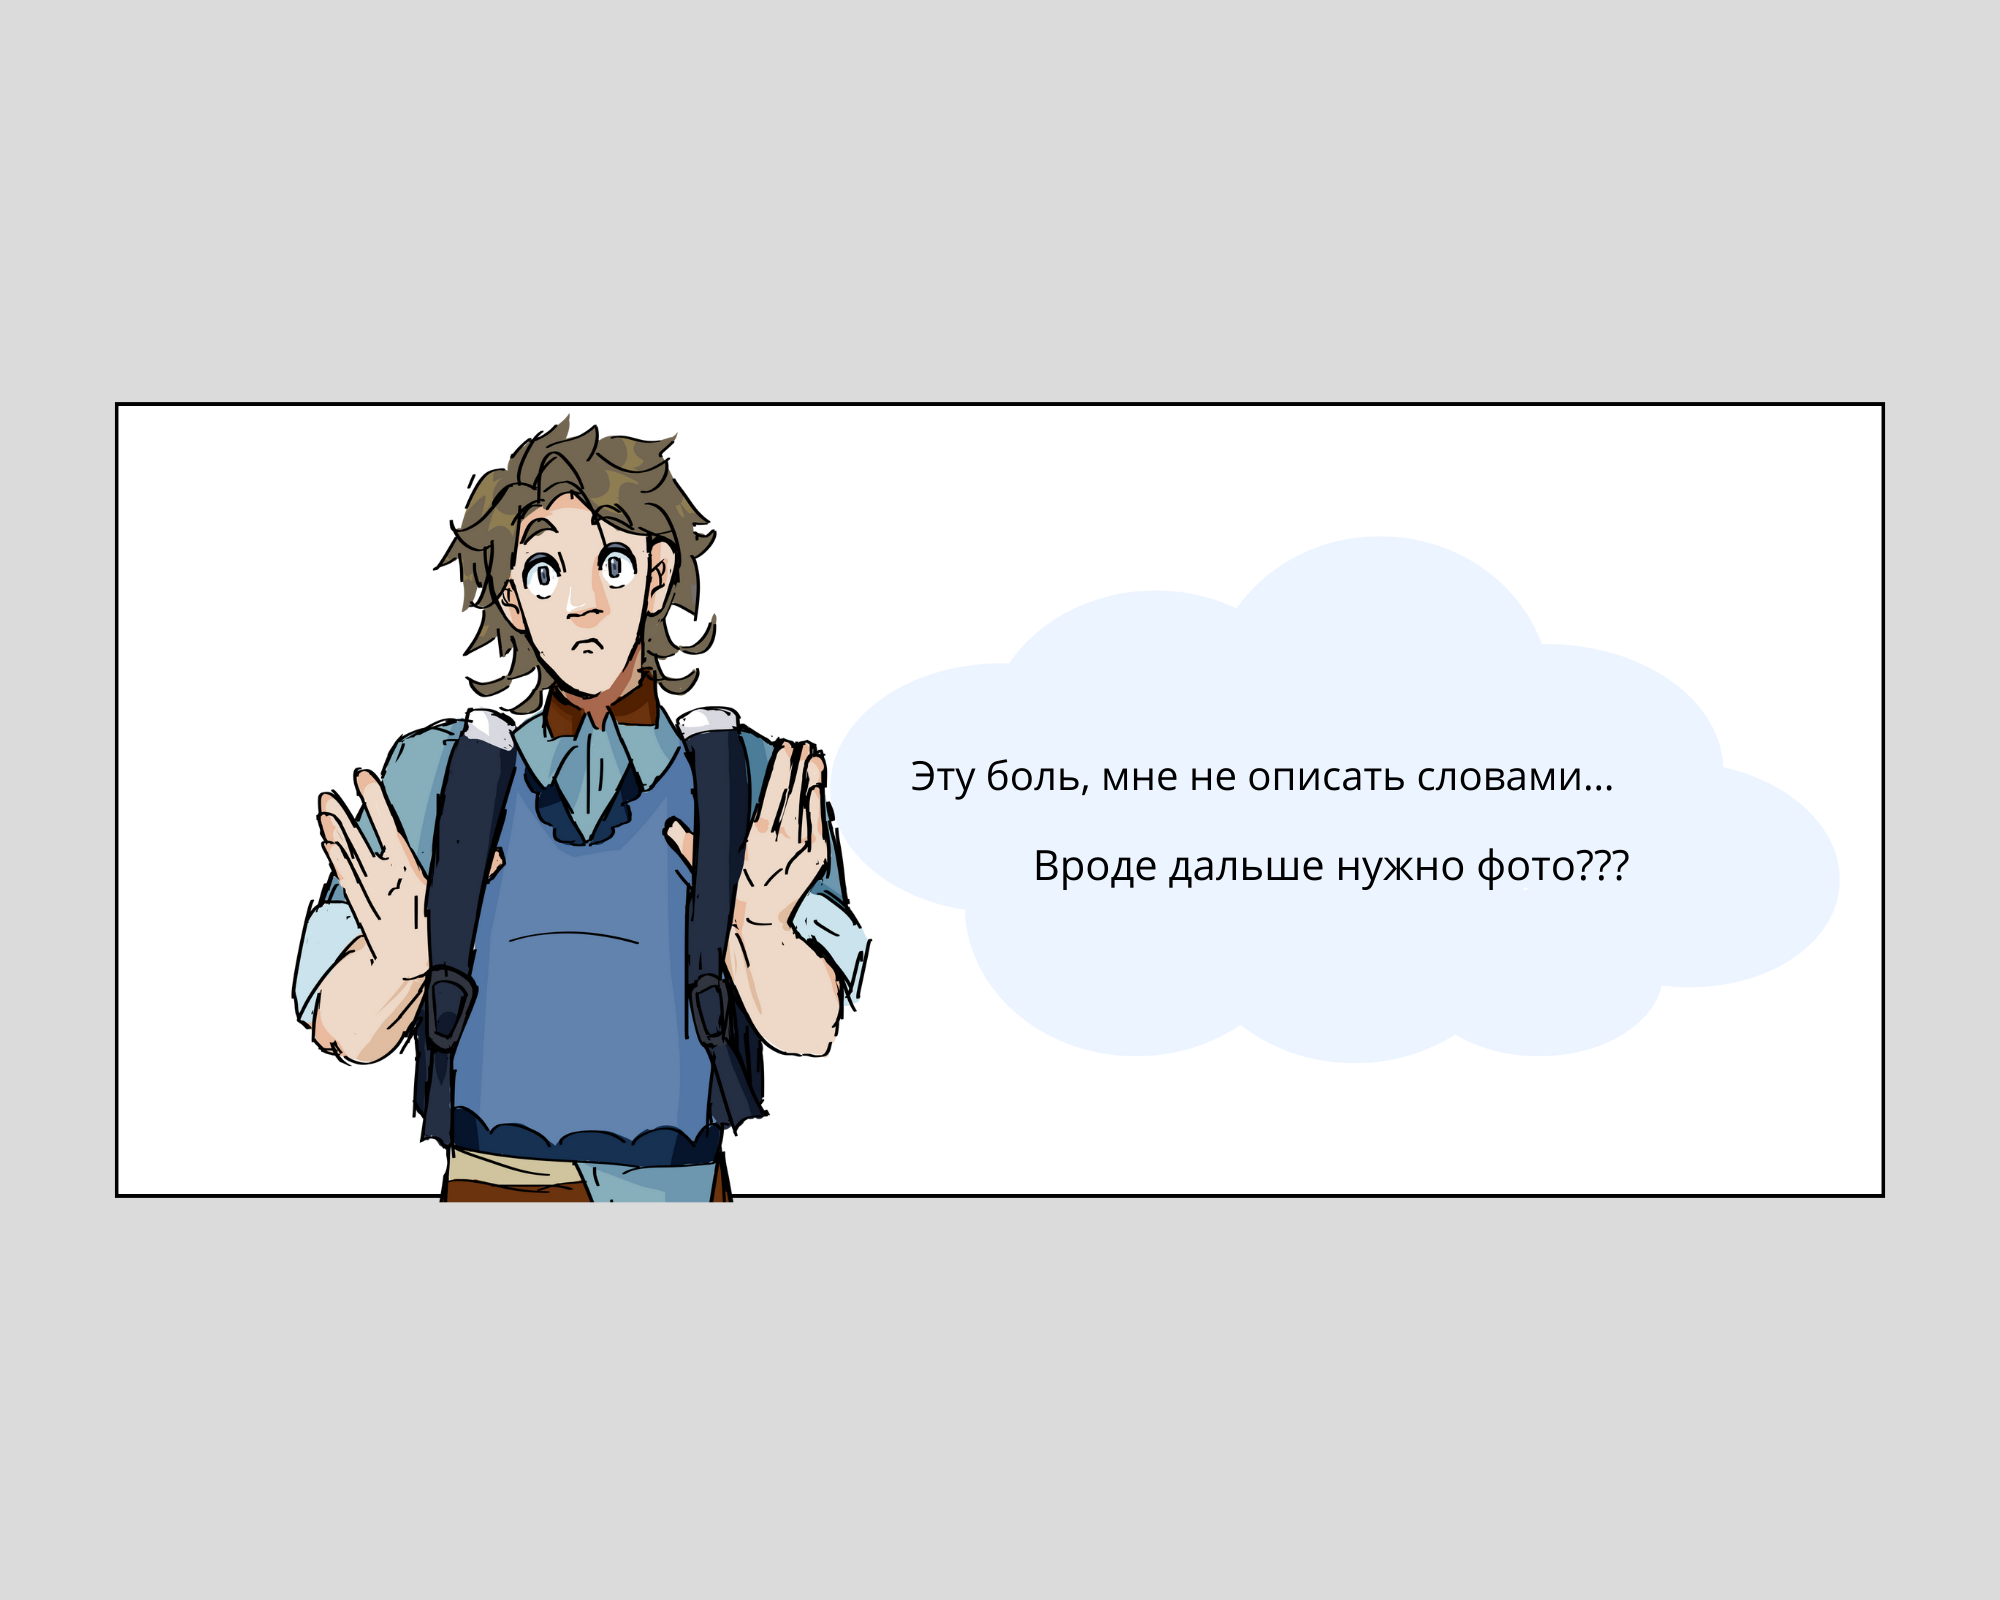 Эту боль, мне не описать словами...
Вроде дальше нужно фото???